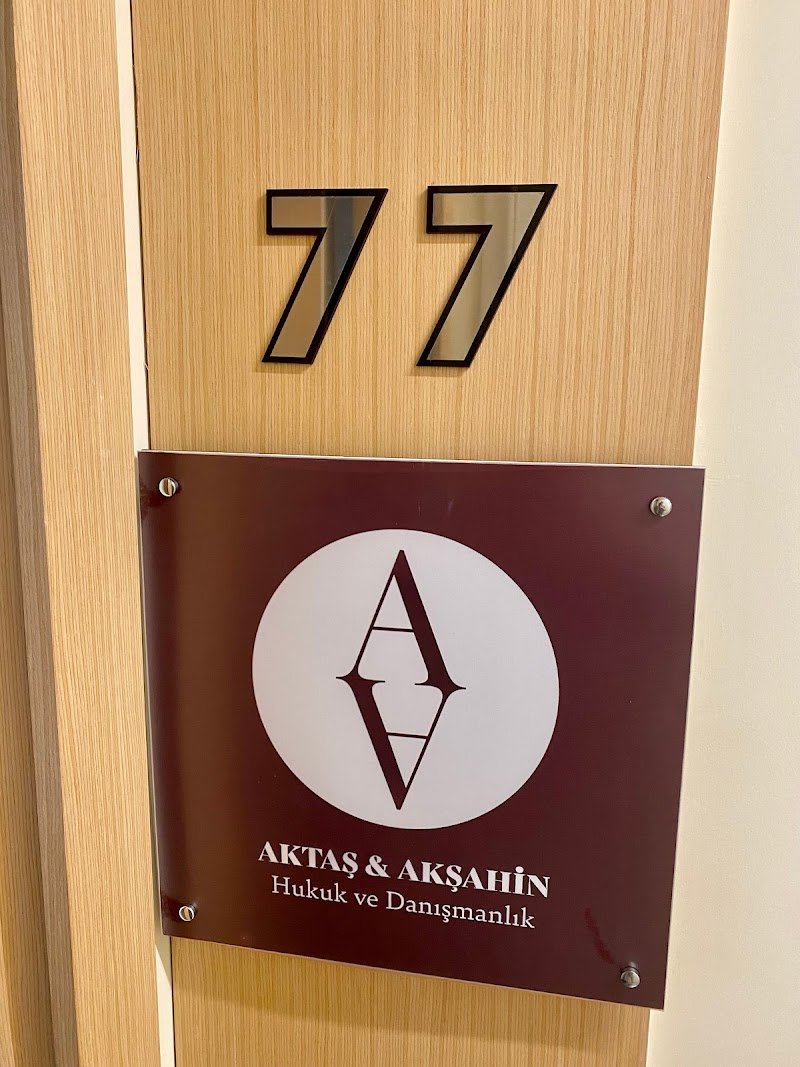 77
AKTAŞ & AKŞAHİN
Hukuk ve Danışmanlık